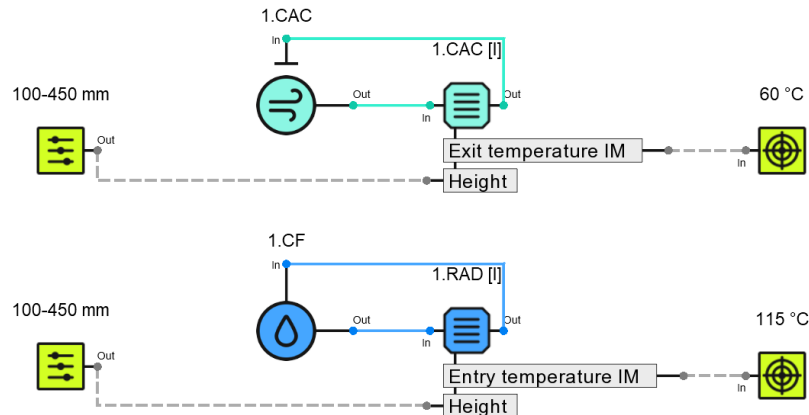 1.CAC
In
1.CAC [I]
100-450 mm
Out
Out
In
Out
60 °C
Exit temperature IM
In
Height
1.CF
In
1.RAD [I]
100-450 mm
Out
Out
In
Out
115 °C
Entry temperature IM
In
Height